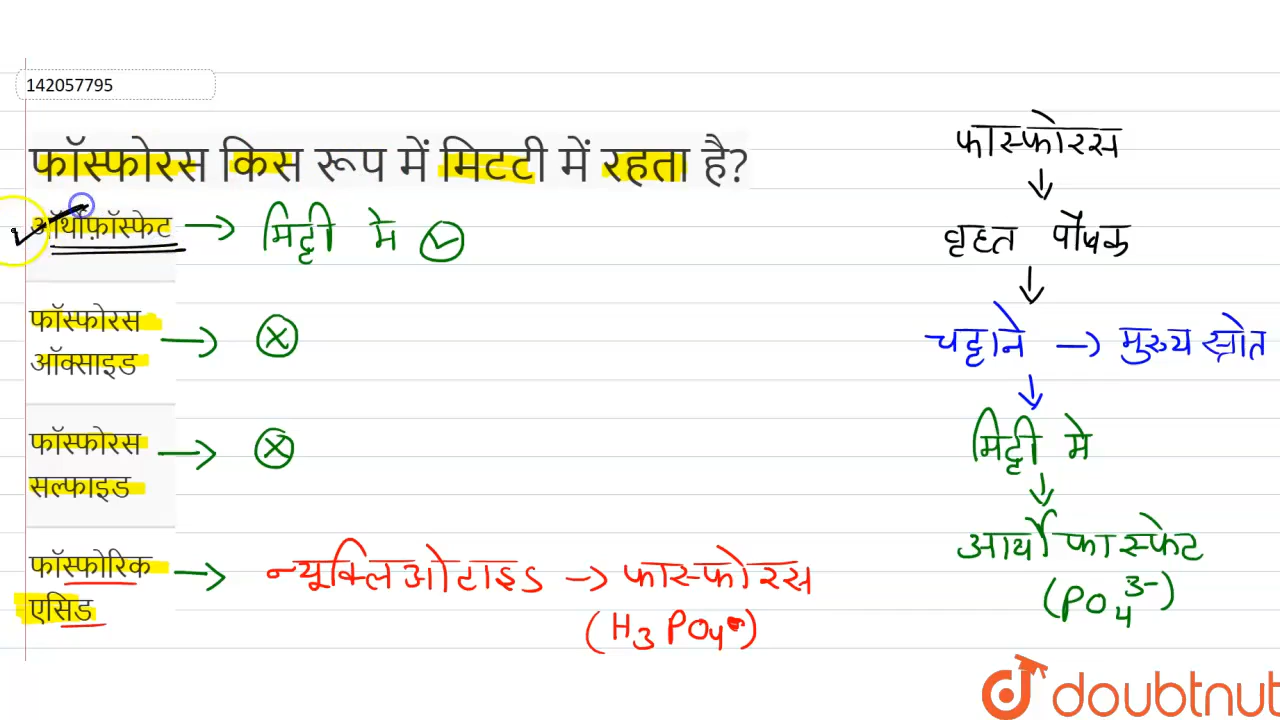 142057795
फॉस्फोरस किस रूप में मिटटी में रहता है?
ऑर्थोफ़ॉस्फेट → मिट्टी मे
फॉस्फोरस
ऑक्साइड →
फॉस्फोरस
सल्फाइड →
फॉस्फोरिक
एसिड → न्यूक्लिओटाइड → फास्फोरस
(H3PO4)
फास्फोरस
↓
वृहत पोषक
↓
चट्टाने → मुख्य स्रोत
↓
मिट्टी मे
↓
आर्थोफास्फेट
(PO4 3-)
doubtnut